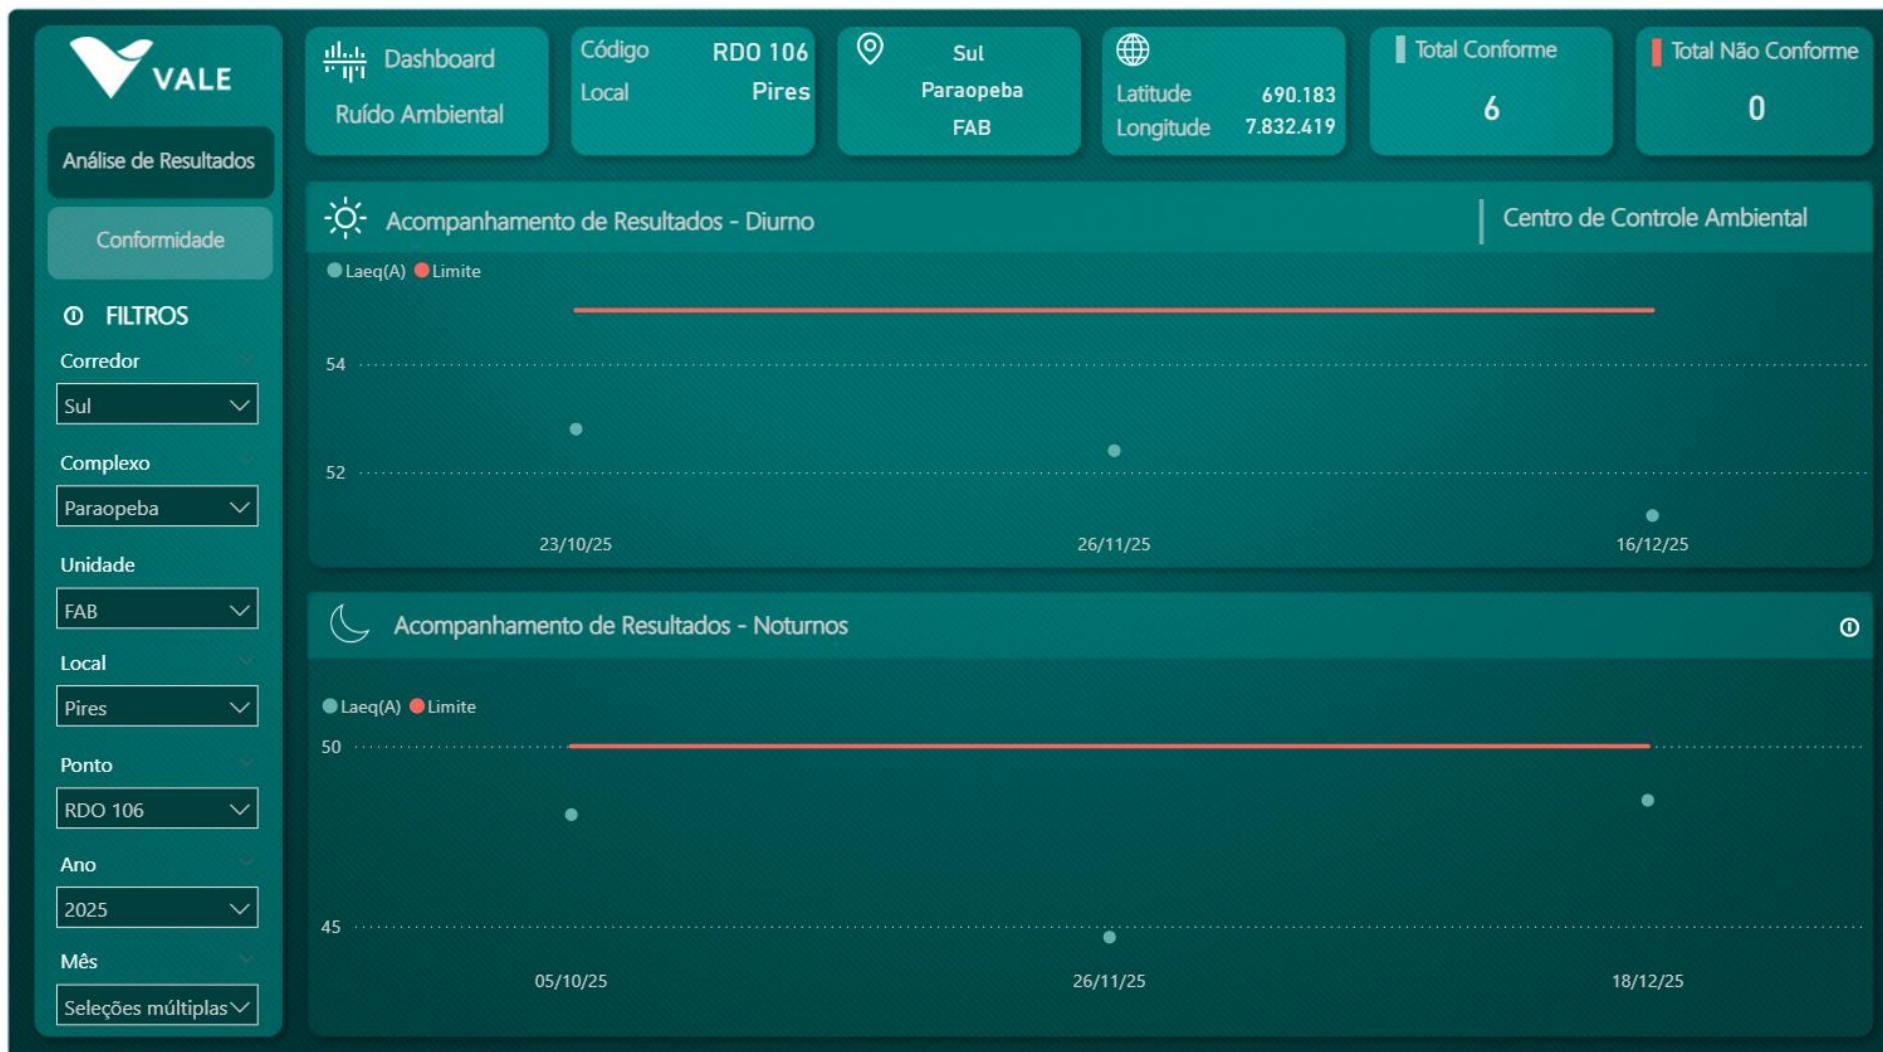 VALE
Análise de Resultados
Conformidade
FILTROS
Corredor
Sul
Complexo
Paraopeba
Unidade
FAB
Local
Pires
Ponto
RDO 106
Ano
2025
Mês
Seleções múltiplas
Dashboard
Ruído Ambiental
Código RDO 106
Local Pires
Sul
Paraopeba
FAB
Latitude 690.183
Longitude 7.832.419
Total Conforme
6
Total Não Conforme
0
Acompanhamento de Resultados - Diurno
Centro de Controle Ambiental
Laeq(A) Limite
54
52
23/10/25 26/11/25 16/12/25
Acompanhamento de Resultados - Noturnos
Laeq(A) Limite
50
45
05/10/25 26/11/25 18/12/25